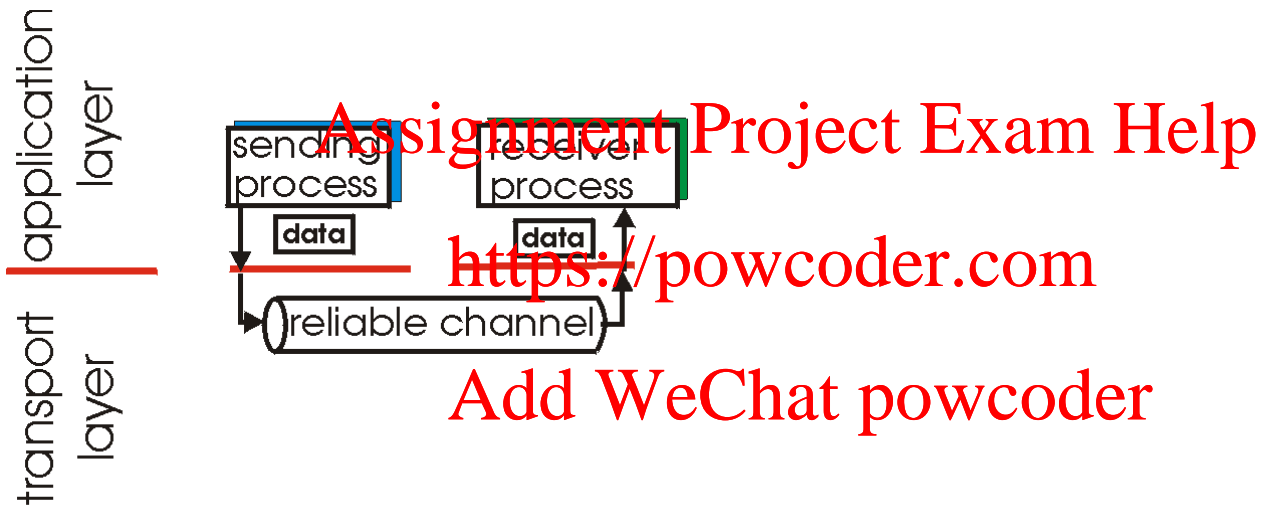 application
layer
sending
process
receiver
process
data
data
reliable channel
transport
layer
Assignment Project Exam Help
https://powcoder.com
Add WeChat powcoder